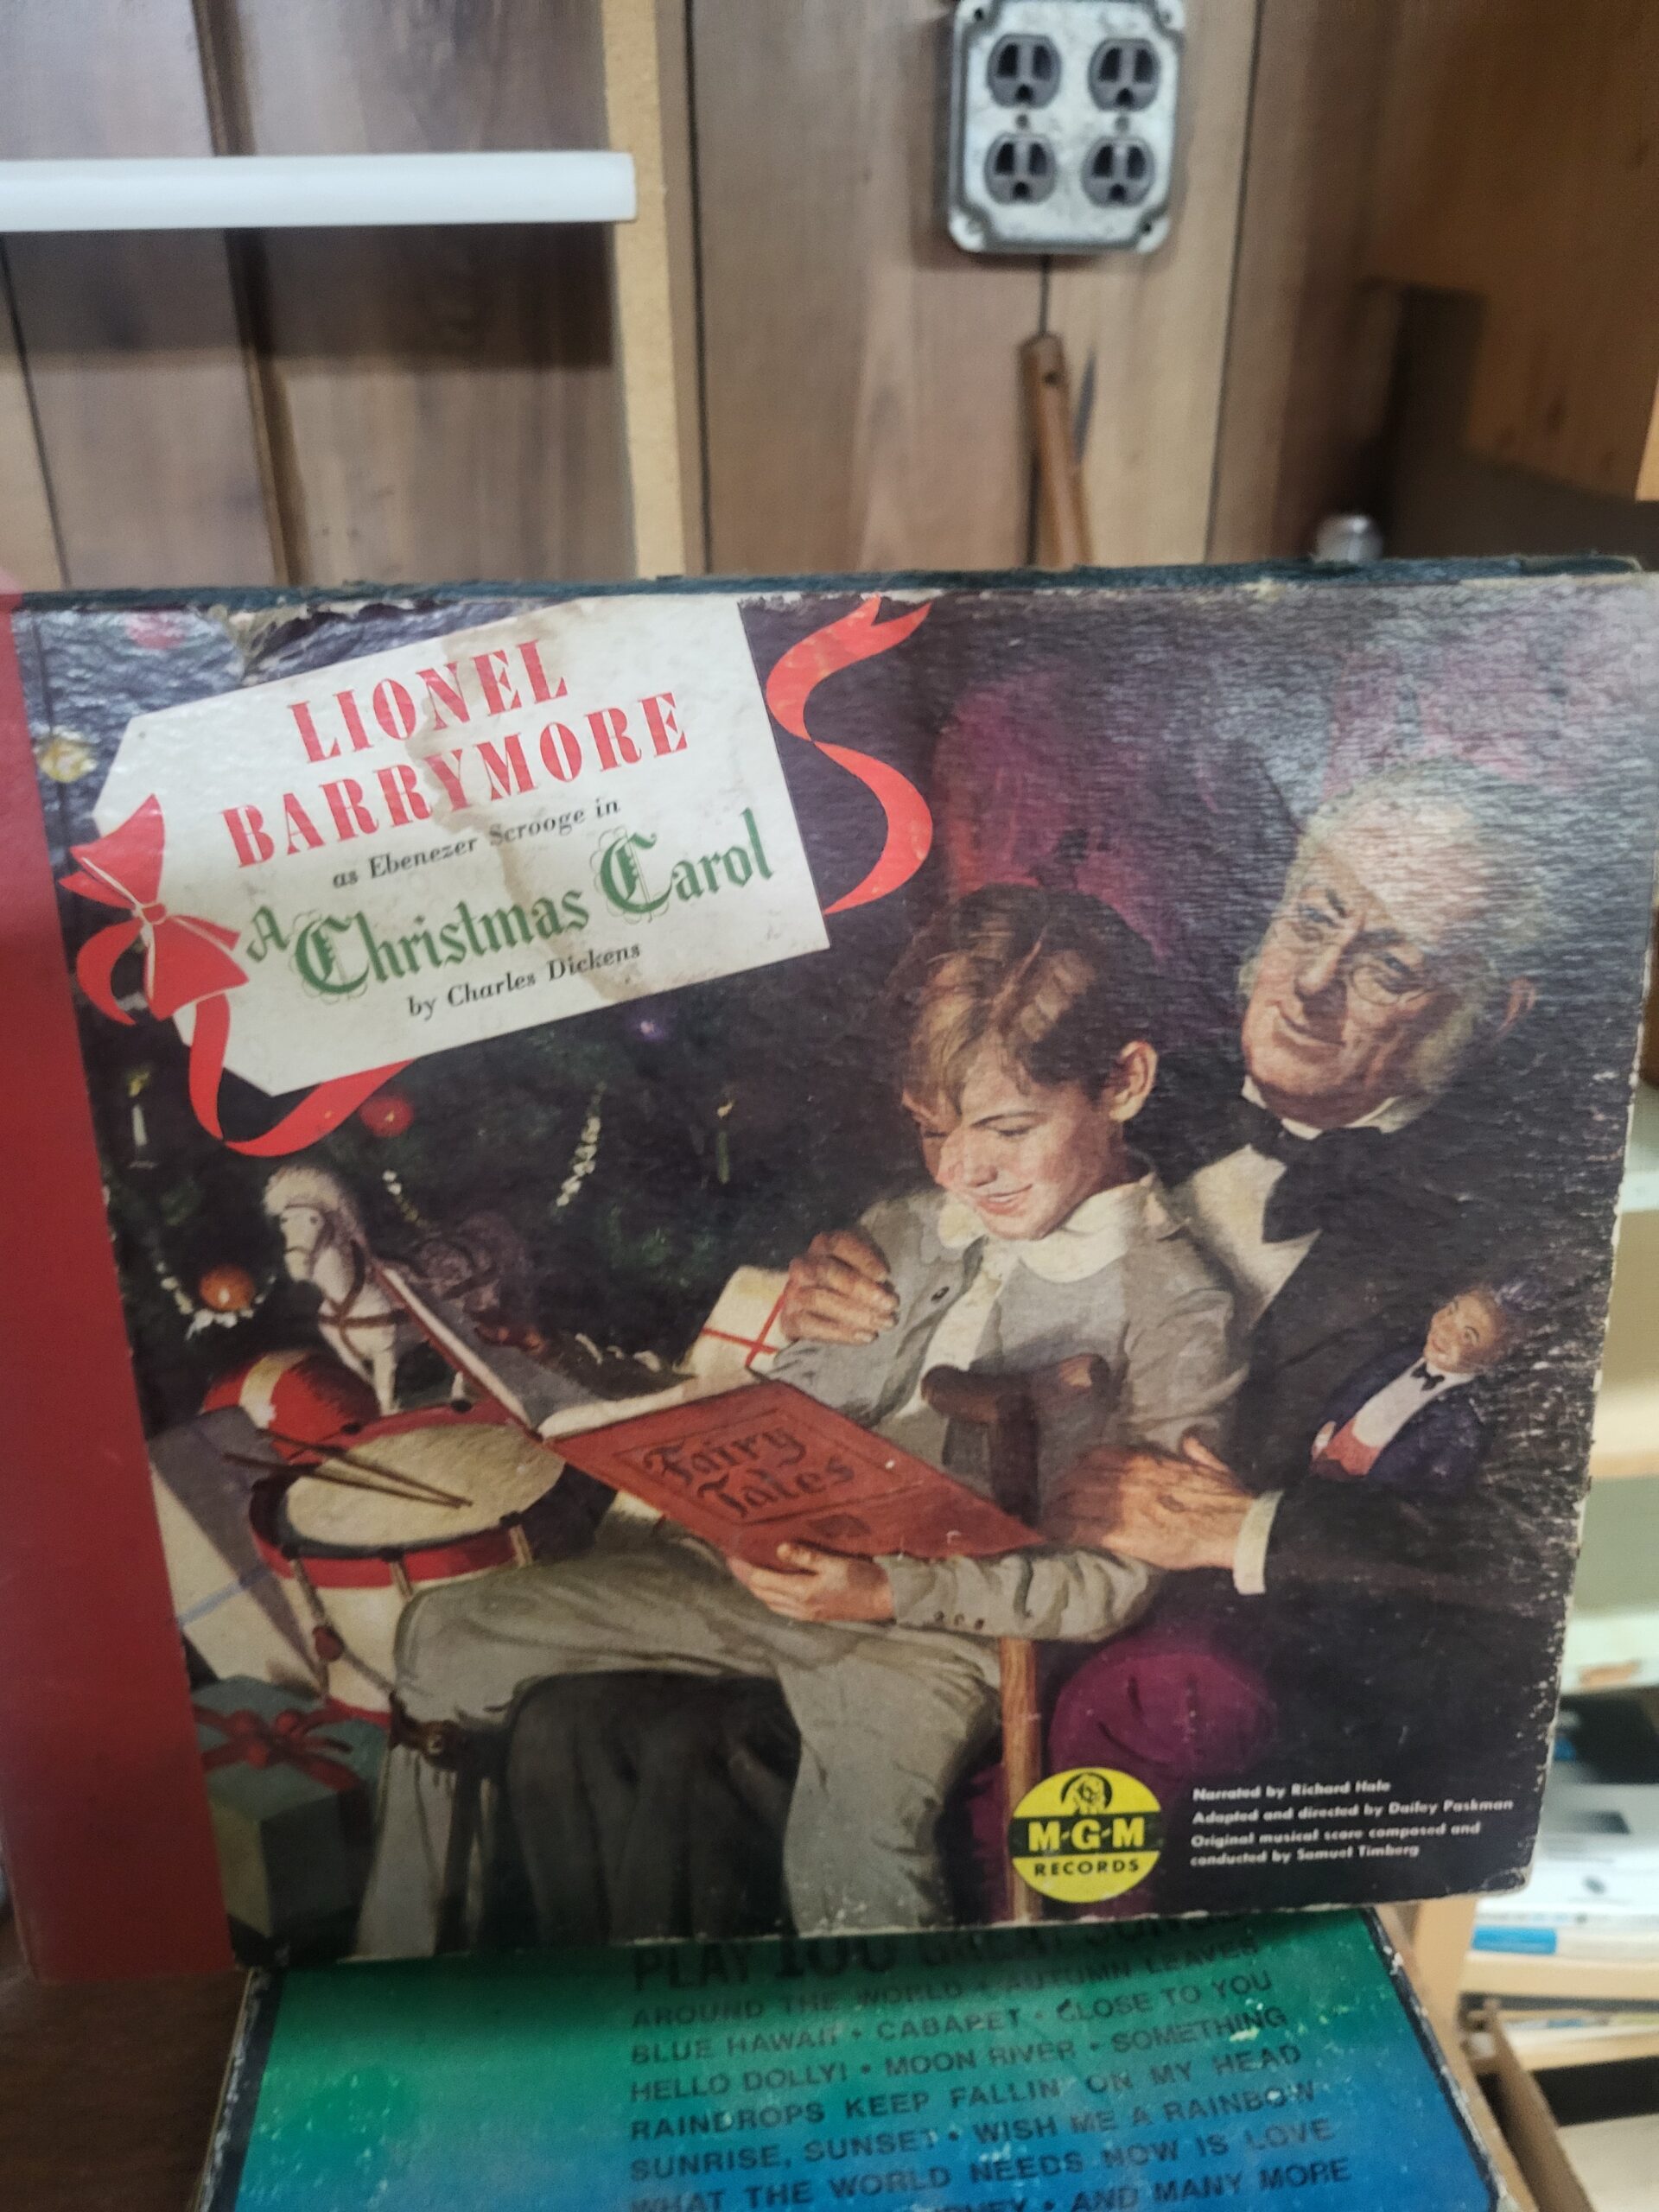 LIONEL
BARRYMORE
as Ebenezer Scrooge in
A Christmas Carol
by Charles Dickens
Fairy
Tales
M-G-M
RECORDS
Narrated by Richard Hale
Adapted and directed by Dailey Paskman
Original musical score composed and
conducted by Samuel Timberg
PLAY 100 GREAT
AROUND THE WORLD • AUTUMN LEAVES
BLUE HAWAII • CABARET • CLOSE TO YOU
HELLO DOLLY! • MOON RIVER • SOMETHING
RAINDROPS KEEP FALLIN' ON MY HEAD
SUNRISE, SUNSET • WISH ME A RAINBOW
WHAT THE WORLD NEEDS NOW IS LOVE
• AND MANY MORE